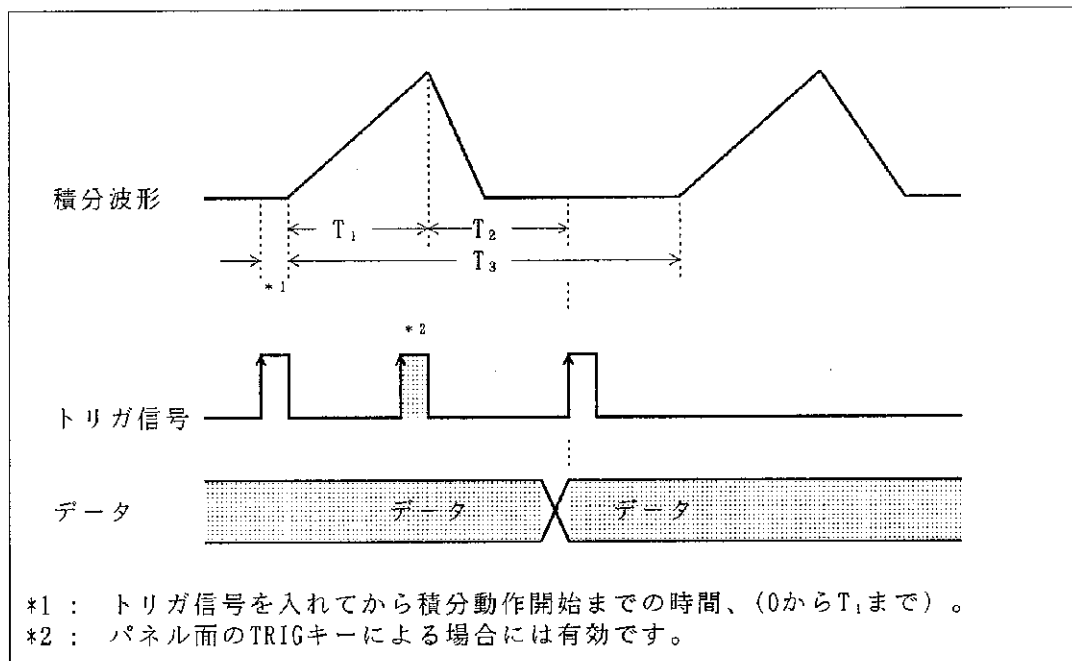 積分波形
T₁
T₂
T₃
*1
*2
トリガ信号
データ
データ
データ
*1： トリガ信号を入れてから積分動作開始までの時間、(0からT₁まで)。
*2： パネル面のTRIGキーによる場合には有効です。